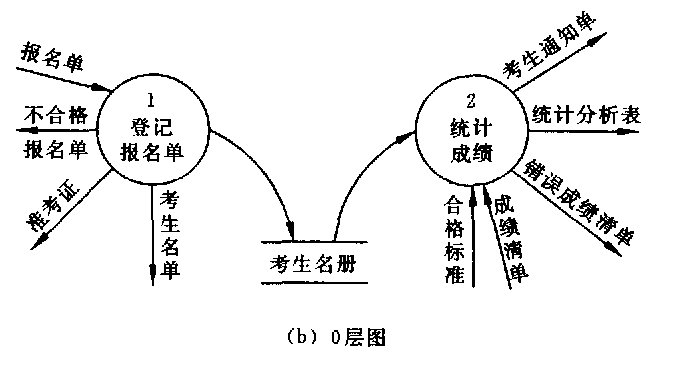 报名单
不合格
报名单
准考证
考生名单
1
登记
报名单
考生名册
2
统计
成绩
合格标准
成绩清单
考生通知单
统计分析表
错误成绩清单
(b) 0层图